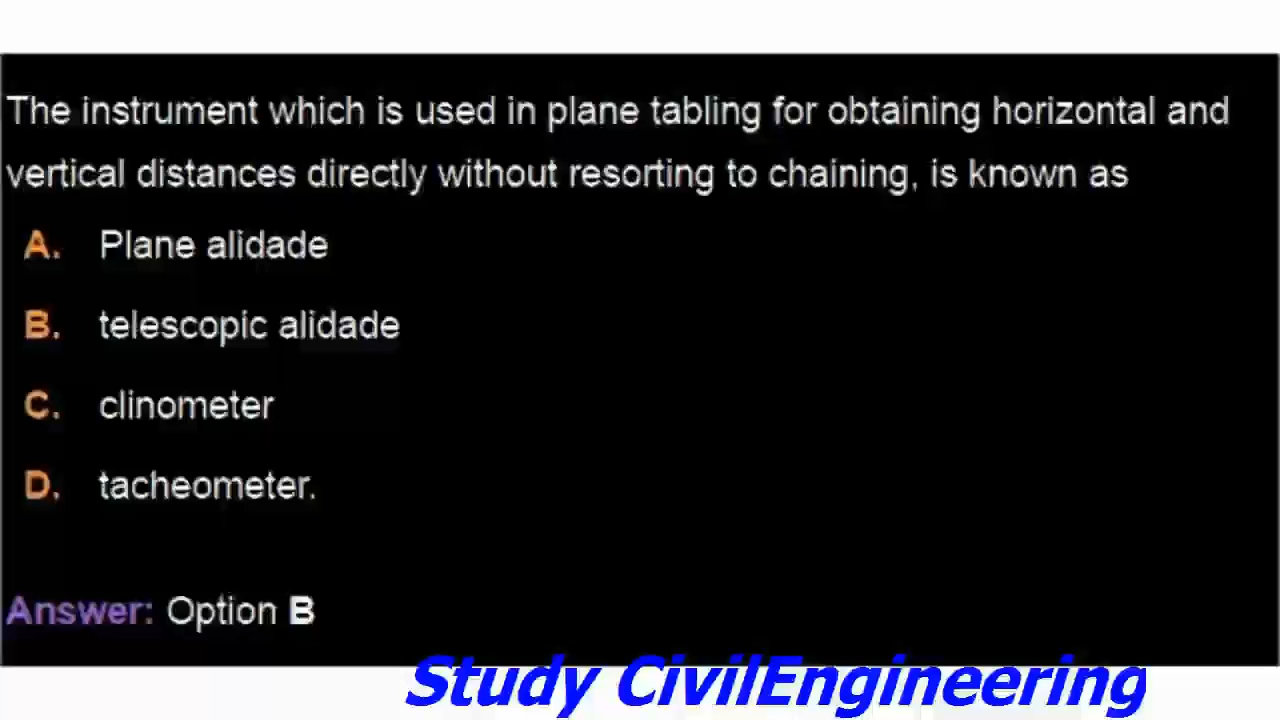 The instrument which is used in plane tabling for obtaining horizontal and
vertical distances directly without resorting to chaining, is known as
A. Plane alidade
B. telescopic alidade
C. clinometer
D. tacheometer.
Answer: Option B
Study CivilEngineering